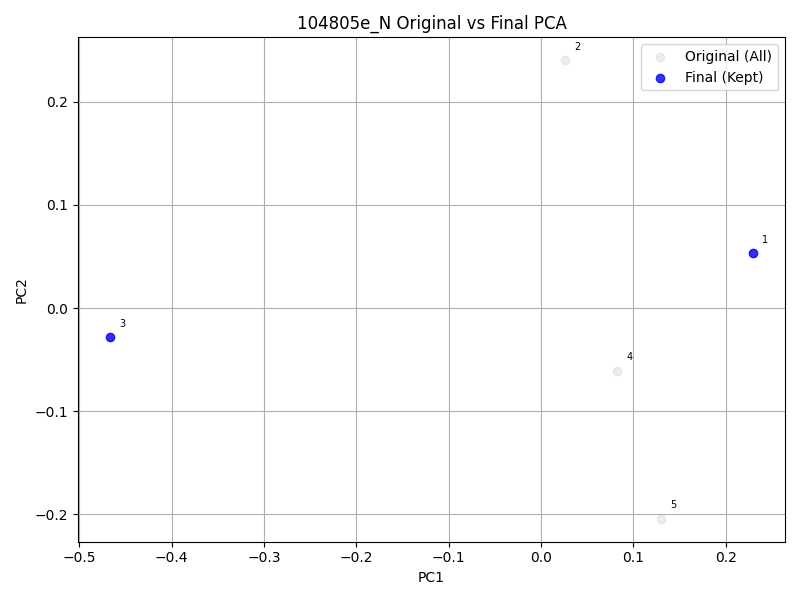 104805e_N Original vs Final PCA
2
Original (All)
Final (Kept)
0.2
0.1
1
PC2
0.0
3
4
−0.1
5
−0.2
−0.5 −0.4 −0.3 −0.2 −0.1 0.0 0.1 0.2
PC1